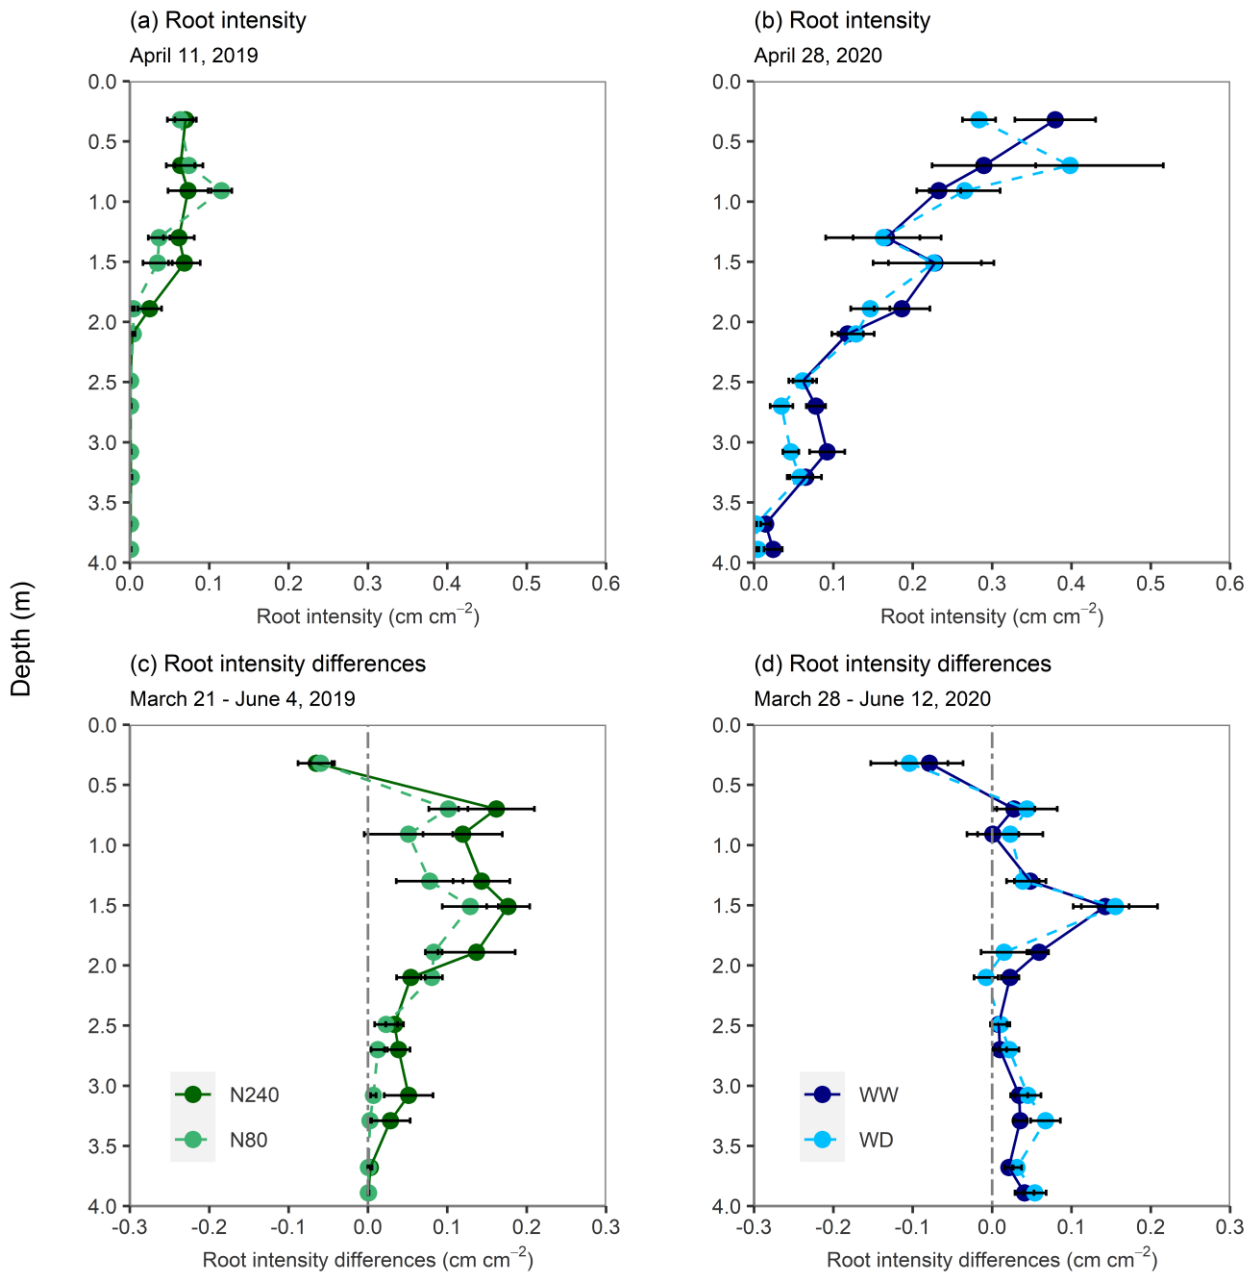 (a) Root intensity
April 11, 2019
0.0
0.5
1.0
1.5
2.0
2.5
3.0
3.5
4.0
0.0 0.1 0.2 0.3 0.4 0.5 0.6
Root intensity (cm cm⁻²)
(b) Root intensity
April 28, 2020
0.0
0.5
1.0
1.5
2.0
2.5
3.0
3.5
4.0
0.0 0.1 0.2 0.3 0.4 0.5 0.6
Root intensity (cm cm⁻²)
Depth (m)
(c) Root intensity differences
March 21 - June 4, 2019
0.0
0.5
1.0
1.5
2.0
2.5
3.0
3.5
4.0
N240
N80
-0.3 -0.2 -0.1 0.0 0.1 0.2 0.3
Root intensity differences (cm cm⁻²)
(d) Root intensity differences
March 28 - June 12, 2020
0.0
0.5
1.0
1.5
2.0
2.5
3.0
3.5
4.0
WW
WD
-0.3 -0.2 -0.1 0.0 0.1 0.2 0.3
Root intensity differences (cm cm⁻²)